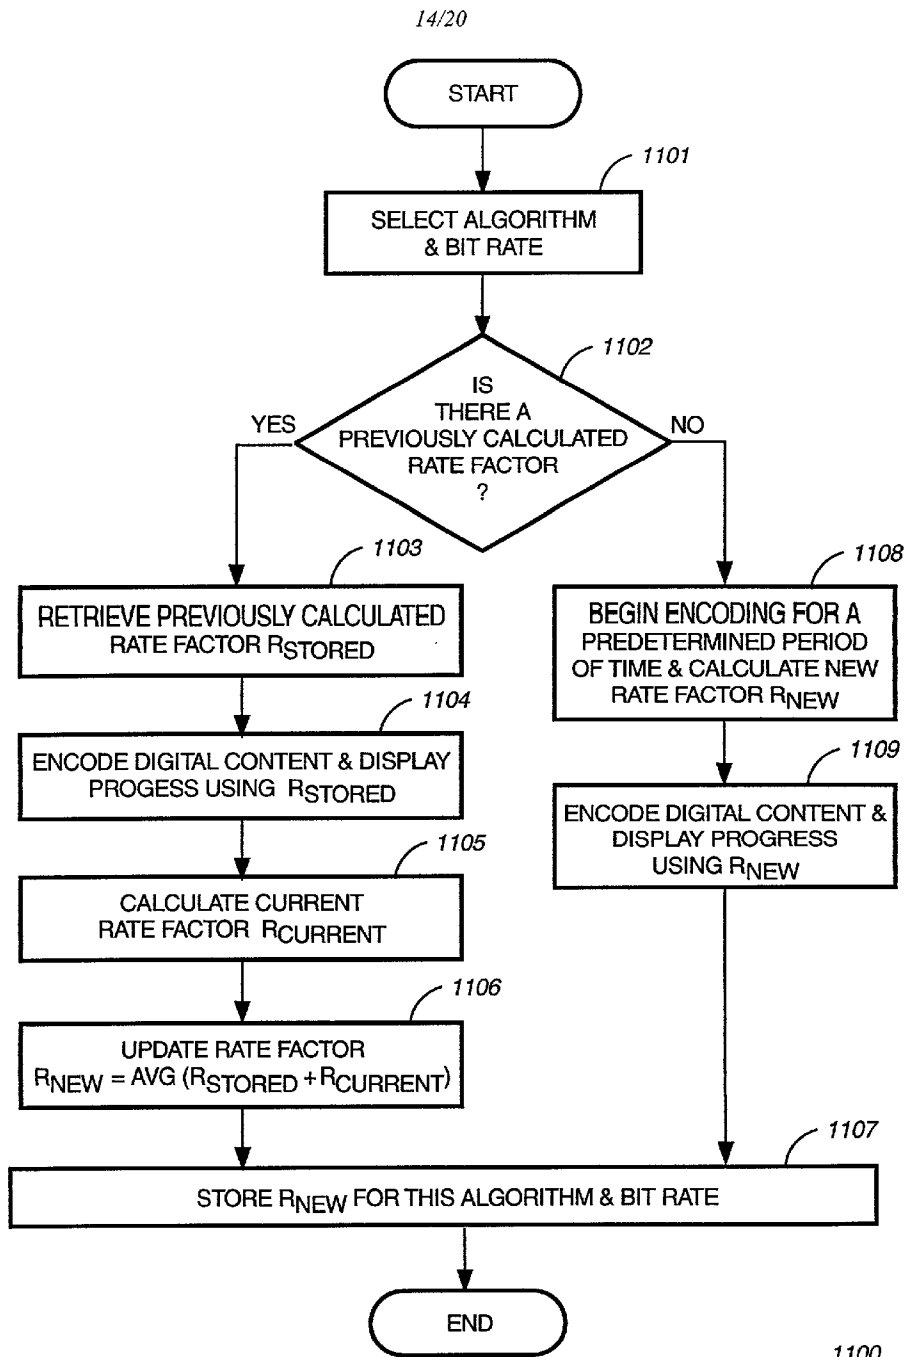 14/20
START
1101
SELECT ALGORITHM
& BIT RATE
1102
IS
THERE A
PREVIOUSLY CALCULATED
RATE FACTOR
?
YES
NO
1103
RETRIEVE PREVIOUSLY CALCULATED
RATE FACTOR RSTORED
1104
ENCODE DIGITAL CONTENT & DISPLAY
PROGESS USING RSTORED
1105
CALCULATE CURRENT
RATE FACTOR RCURRENT
1106
UPDATE RATE FACTOR
RNEW = AVG (RSTORED + RCURRENT)
1108
BEGIN ENCODING FOR A
PREDETERMINED PERIOD
OF TIME & CALCULATE NEW
RATE FACTOR RNEW
1109
ENCODE DIGITAL CONTENT &
DISPLAY PROGRESS
USING RNEW
1107
STORE RNEW FOR THIS ALGORITHM & BIT RATE
END
1100